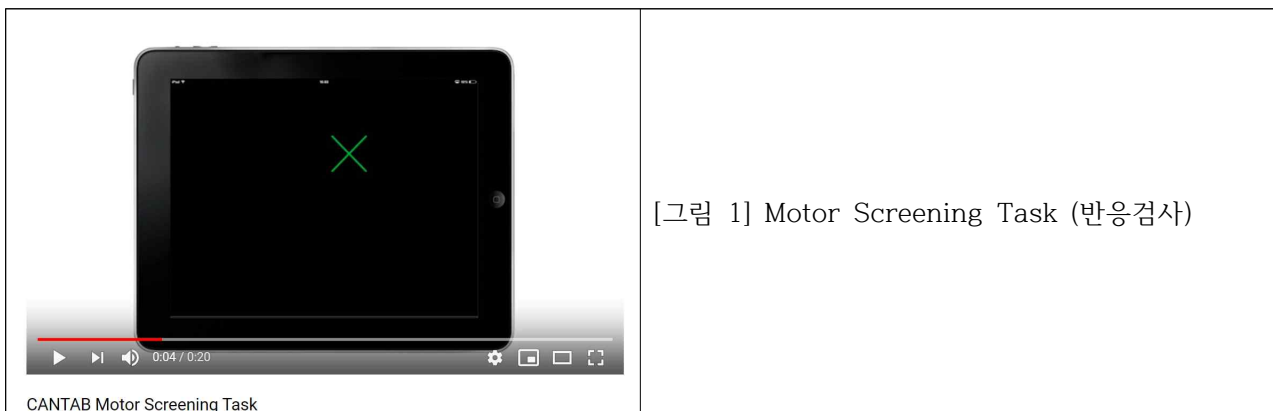 [그림 1] Motor Screening Task (반응검사)
0:04 / 0:20
CANTAB Motor Screening Task